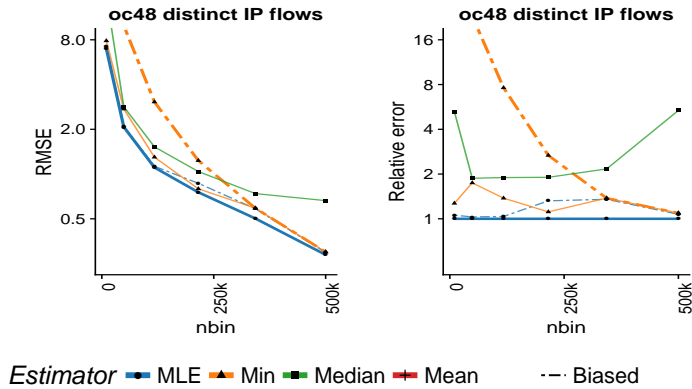 oc48 distinct IP flows
oc48 distinct IP flows
RMSE
8.0
2.0
0.5
0
250k
500k
nbin
Relative error
16
8
4
2
1
0
250k
500k
nbin
Estimator MLE Min Median Mean Biased